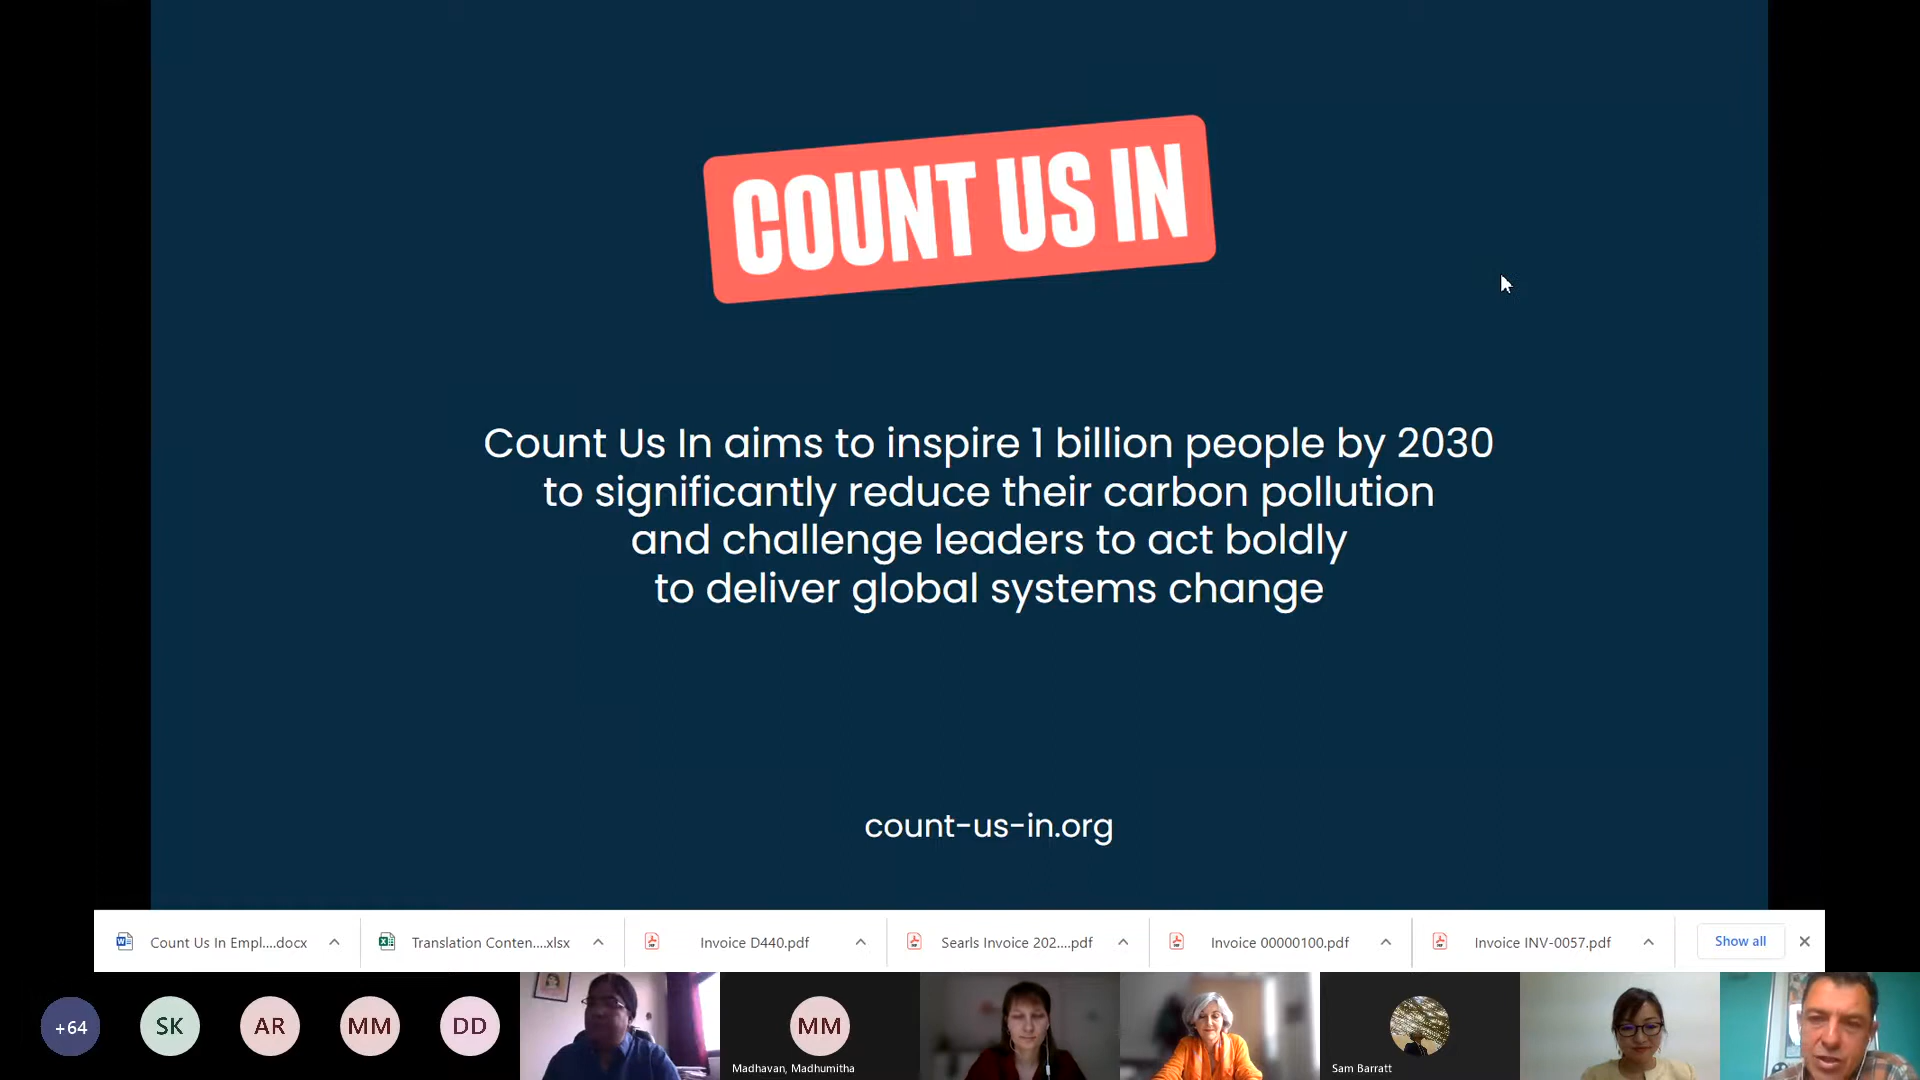 COUNT US IN
Count Us In aims to inspire 1 billion people by 2030
to significantly reduce their carbon pollution
and challenge leaders to act boldly
to deliver global systems change
count-us-in.org
Count Us In Empl....docx
Translation Conten....xlsx
Invoice D440.pdf
Searls Invoice 202....pdf
Invoice 00000100.pdf
Invoice INV-0057.pdf
Show all
+64
SK
AR
MM
DD
MM
Madhavan, Madhumitha
Sam Barratt